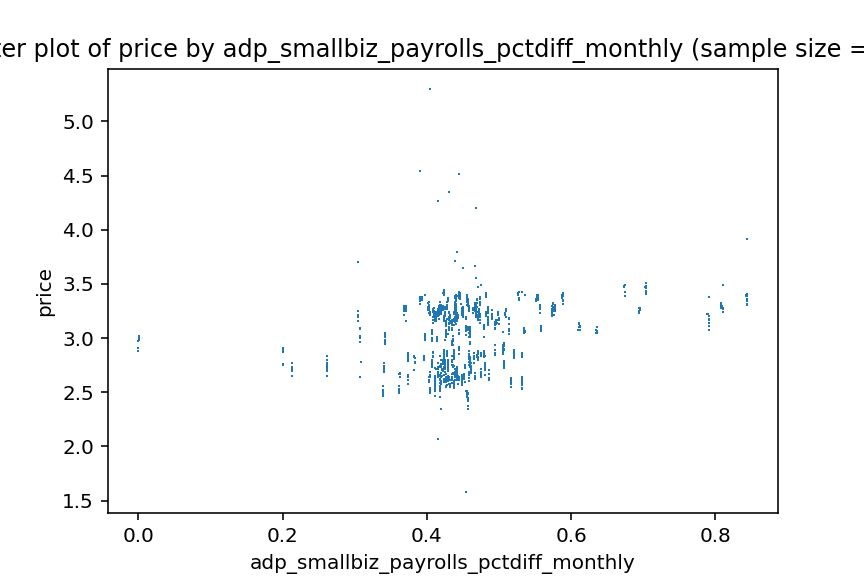 ter plot of price by adp_smallbiz_payrolls_pctdiff_monthly (sample size =
5.0
4.5
4.0
3.5
3.0
2.5
2.0
1.5
price
0.0 0.2 0.4 0.6 0.8
adp_smallbiz_payrolls_pctdiff_monthly